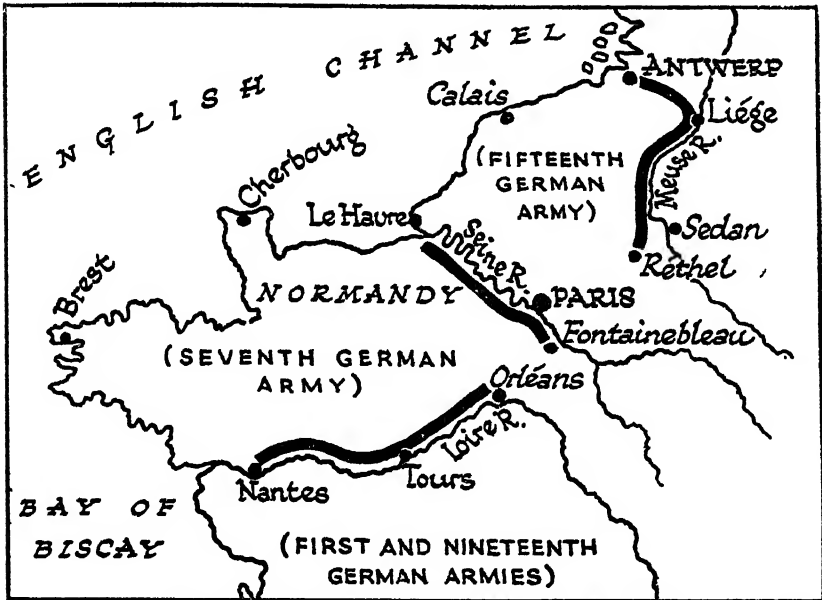 ENGLISH CHANNEL
ANTWERP
Calais
Liége
Cherbourg
(FIFTEENTH
GERMAN
ARMY)
Meuse R.
Le Havre
Seine R.
Sedan
Réthel
Brest
NORMANDY
PARIS
Fontainebleau
(SEVENTH GERMAN
ARMY)
Orléans
Loire R.
Nantes
Tours
BAY OF
BISCAY
(FIRST AND NINETEENTH
GERMAN ARMIES)